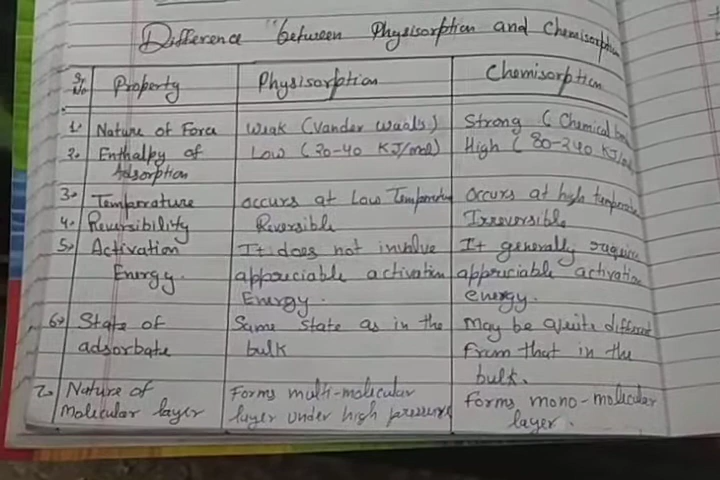 Difference between Physisorption and Chemisorption
Sr. No Property Physisorption Chemisorption
1. Nature of Force Weak (Vander Waals.) Strong (Chemical
2. Enthalpy of Low (20-40 KJ/mol) High (80-240 KJ/mol
Adsorption
3. Temperature occurs at Low Temperature Occurs at high temperature
4. Reversibility Reversible Irreversible
5. Activation It does not involve It generally require
Energy. appreciable activation appriciable activation
Energy. energy.
6. State of Same state as in the May be quite different
adsorbate bulk from that in the
bulk.
7. Nature of Forms multi-molecular Forms mono-molecular
Molecular layer layer under high pressure layer.